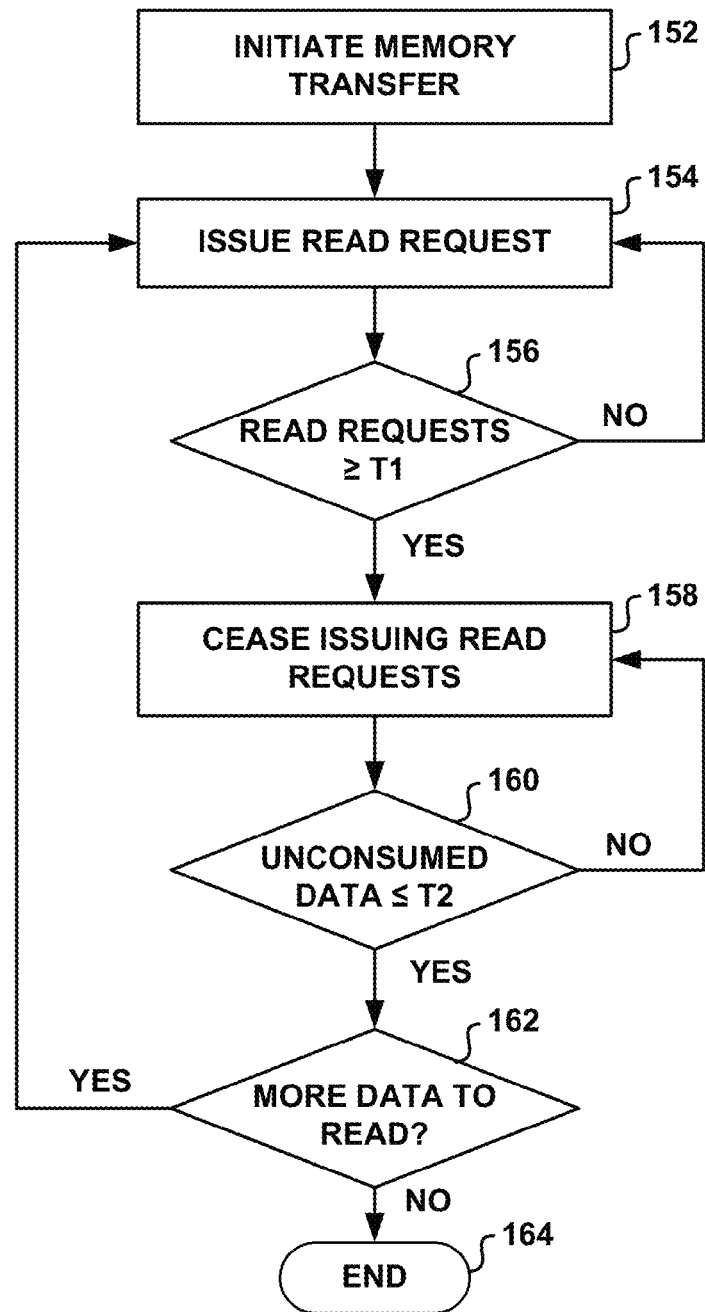 INITIATE MEMORY
TRANSFER
152
ISSUE READ REQUEST
154
READ REQUESTS
≥ T1
156
NO
YES
CEASE ISSUING READ
REQUESTS
158
UNCONSUMED
DATA ≤ T2
160
NO
YES
MORE DATA TO
READ?
162
YES
NO
END
164